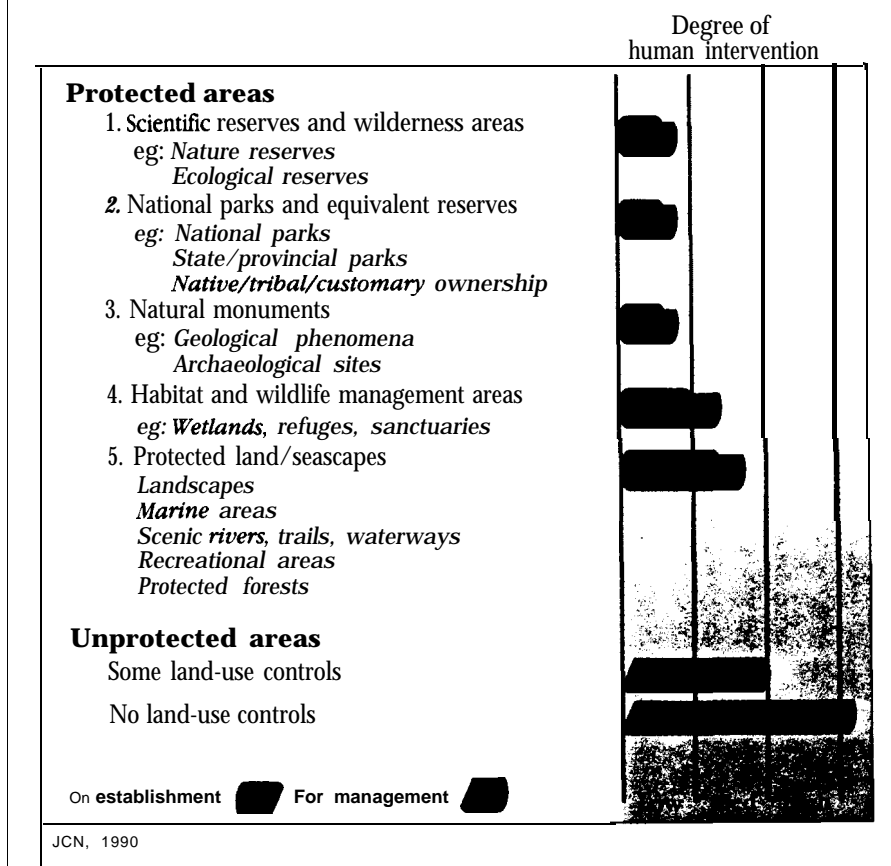 Degree of
human intervention
Protected areas
1. Scientific reserves and wilderness areas
eg: Nature reserves
Ecological reserves
2. National parks and equivalent reserves
eg: National parks
State/provincial parks
Native/tribal/customary ownership
3. Natural monuments
eg: Geological phenomena
Archaeological sites
4. Habitat and wildlife management areas
eg: Wetlands, refuges, sanctuaries
5. Protected land/seascapes
Landscapes
Marine areas
Scenic rivers, trails, waterways
Recreational areas
Protected forests
Unprotected areas
Some land-use controls
No land-use controls
On establishment For management
JCN, 1990